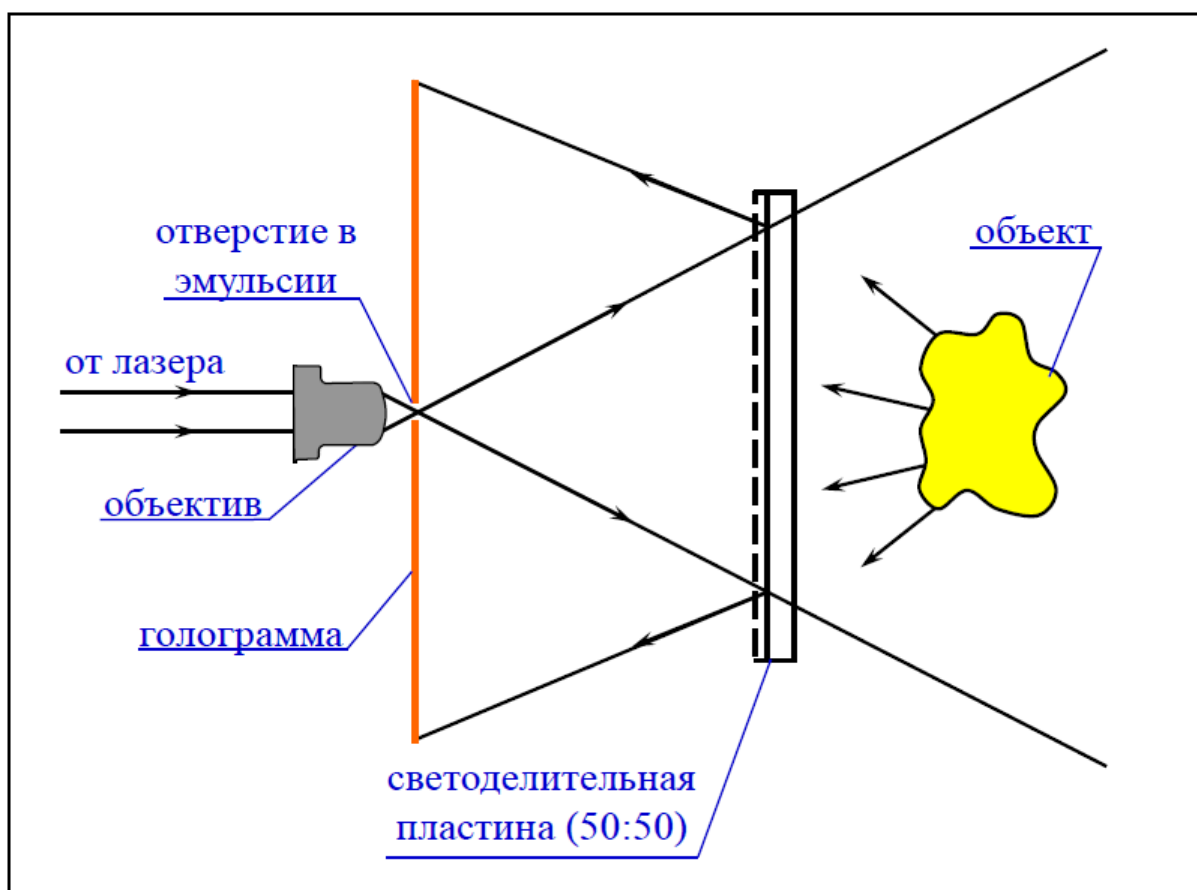 отверстие в
эмульсии
объект
от лазера
объектив
голограмма
светоделительная
пластина (50:50)